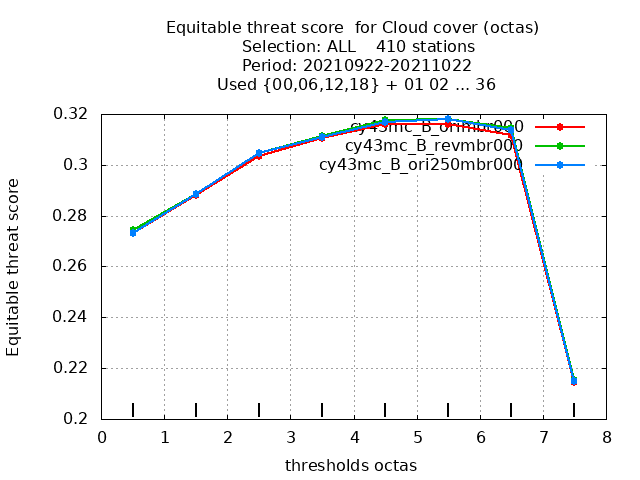 Equitable threat score  for Cloud cover (octas)
Selection: ALL    410 stations
Period: 20210922-20211022
Used {00,06,12,18} + 01 02 ... 36
0.32
cy43mc_B_orimbr000
cy43mc_B_revmbr000
cy43mc_B_ori250mbr000
0.3
0.28
0.26
0.24
0.22
0.2
Equitable threat score
0 1 2 3 4 5 6 7 8
thresholds octas